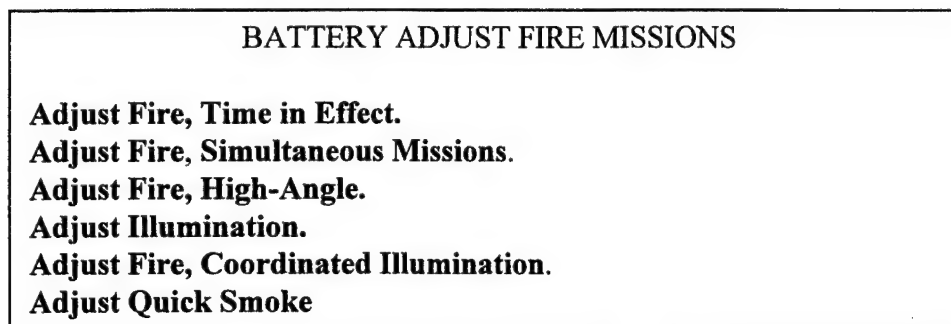 BATTERY ADJUST FIRE MISSIONS
Adjust Fire, Time in Effect.
Adjust Fire, Simultaneous Missions.
Adjust Fire, High-Angle.
Adjust Illumination.
Adjust Fire, Coordinated Illumination.
Adjust Quick Smoke